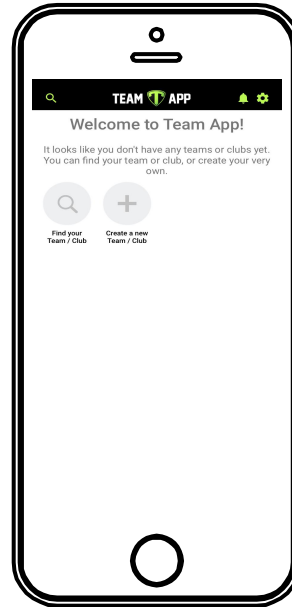 TEAM T APP
Welcome to Team App!
It looks like you don't have any teams or clubs yet.
You can find your team or club, or create your very
own.
Find your
Team / Club
Create a new
Team / Club